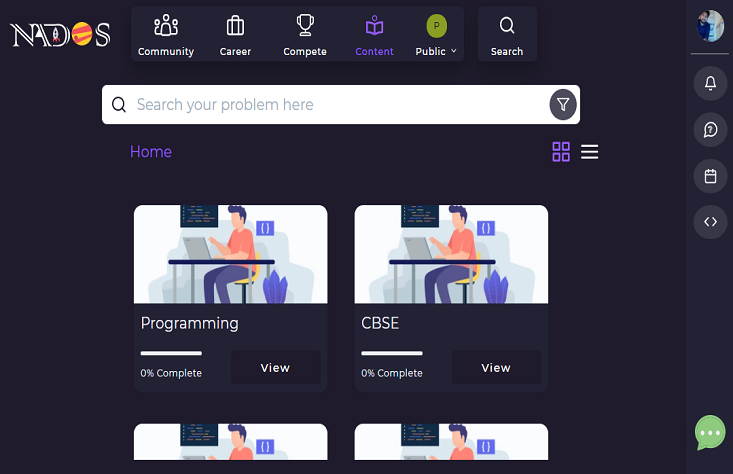 NADOS
Community
Career
Compete
Content
P
Public
Search
Search your problem here
Home
Programming
0% Complete
View
CBSE
0% Complete
View